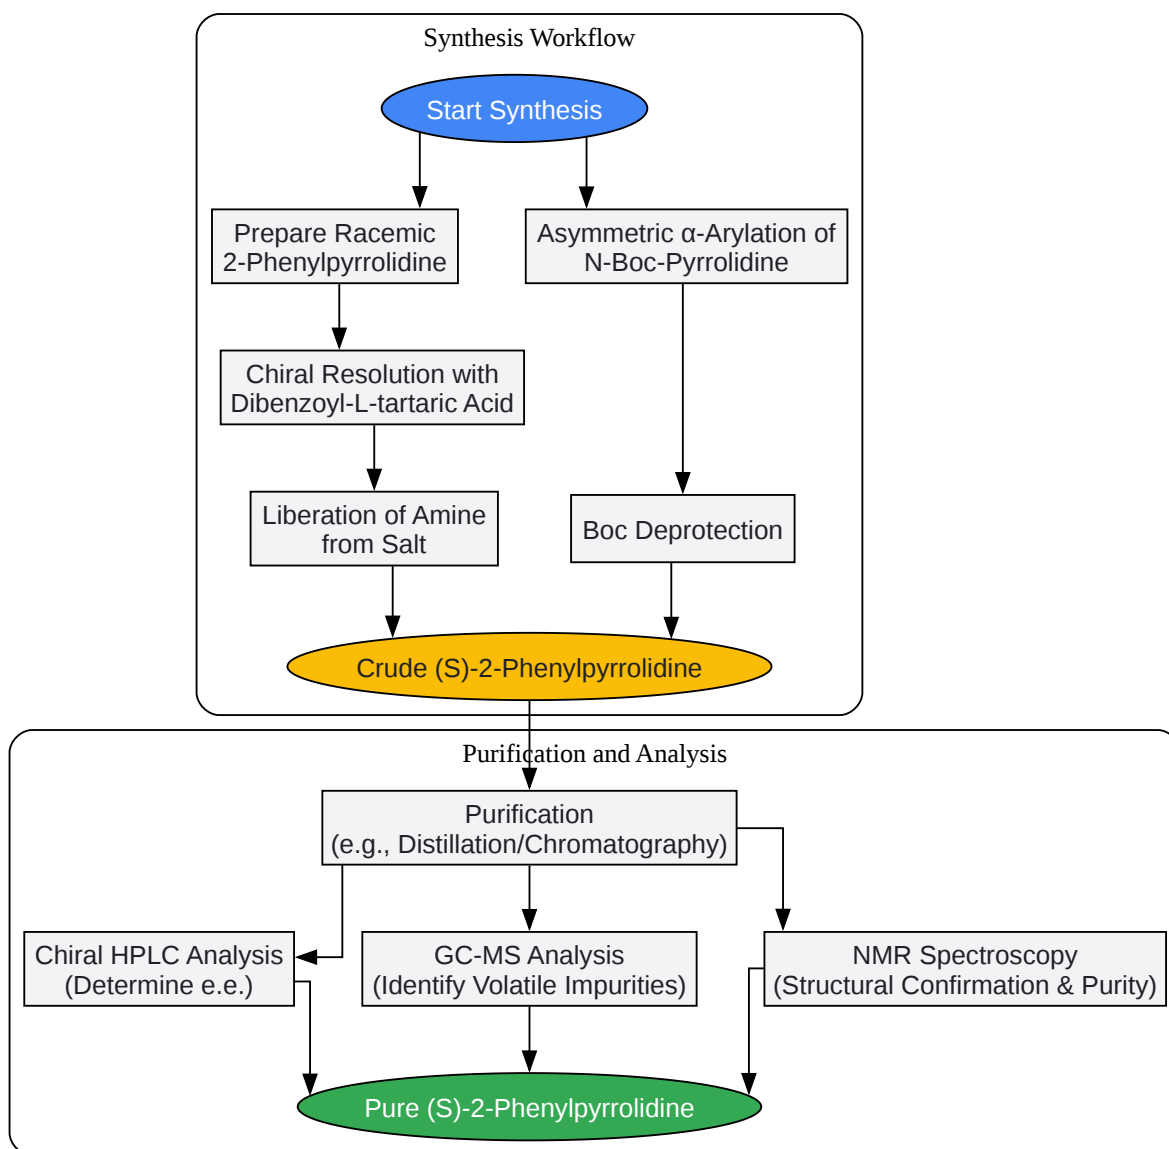 Synthesis Workflow
Start Synthesis
Prepare Racemic
2-Phenylpyrrolidine
Asymmetric α-Arylation of
N-Boc-Pyrrolidine
Chiral Resolution with
Dibenzoyl-L-tartaric Acid
Liberation of Amine
from Salt
Boc Deprotection
Crude (S)-2-Phenylpyrrolidine
Purification and Analysis
Purification
(e.g., Distillation/Chromatography)
Chiral HPLC Analysis
(Determine e.e.)
GC-MS Analysis
(Identify Volatile Impurities)
NMR Spectroscopy
(Structural Confirmation & Purity)
Pure (S)-2-Phenylpyrrolidine